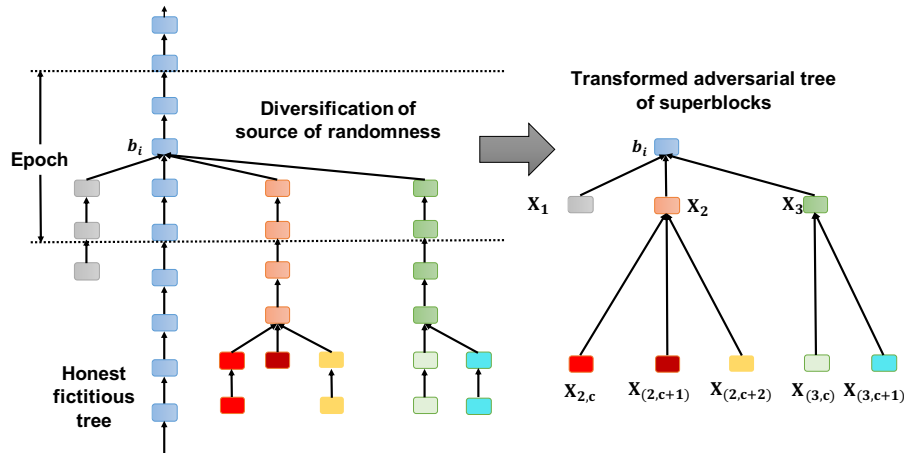 Diversification of
source of randomness
Epoch
b_i
Honest
fictitious
tree
Transformed adversarial tree
of superblocks
b_i
X_1
X_2
X_3
X_{2,c}
X_{(2,c+1)}
X_{(2,c+2)}
X_{(3,c)}
X_{(3,c+1)}